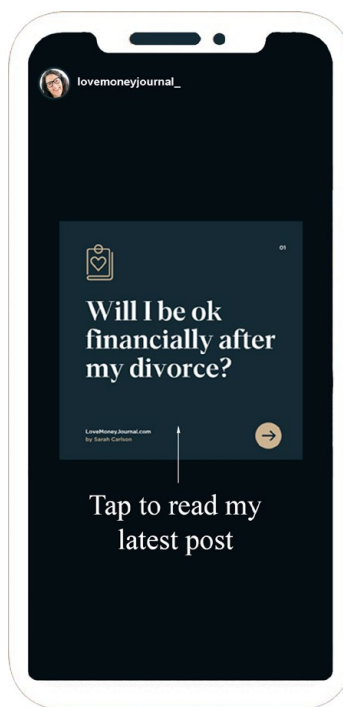 lovemoneyjournal_
01
Will I be ok
financially after
my divorce?
LoveMoneyJournal.com
by Sarah Carlson
Tap to read my
latest post